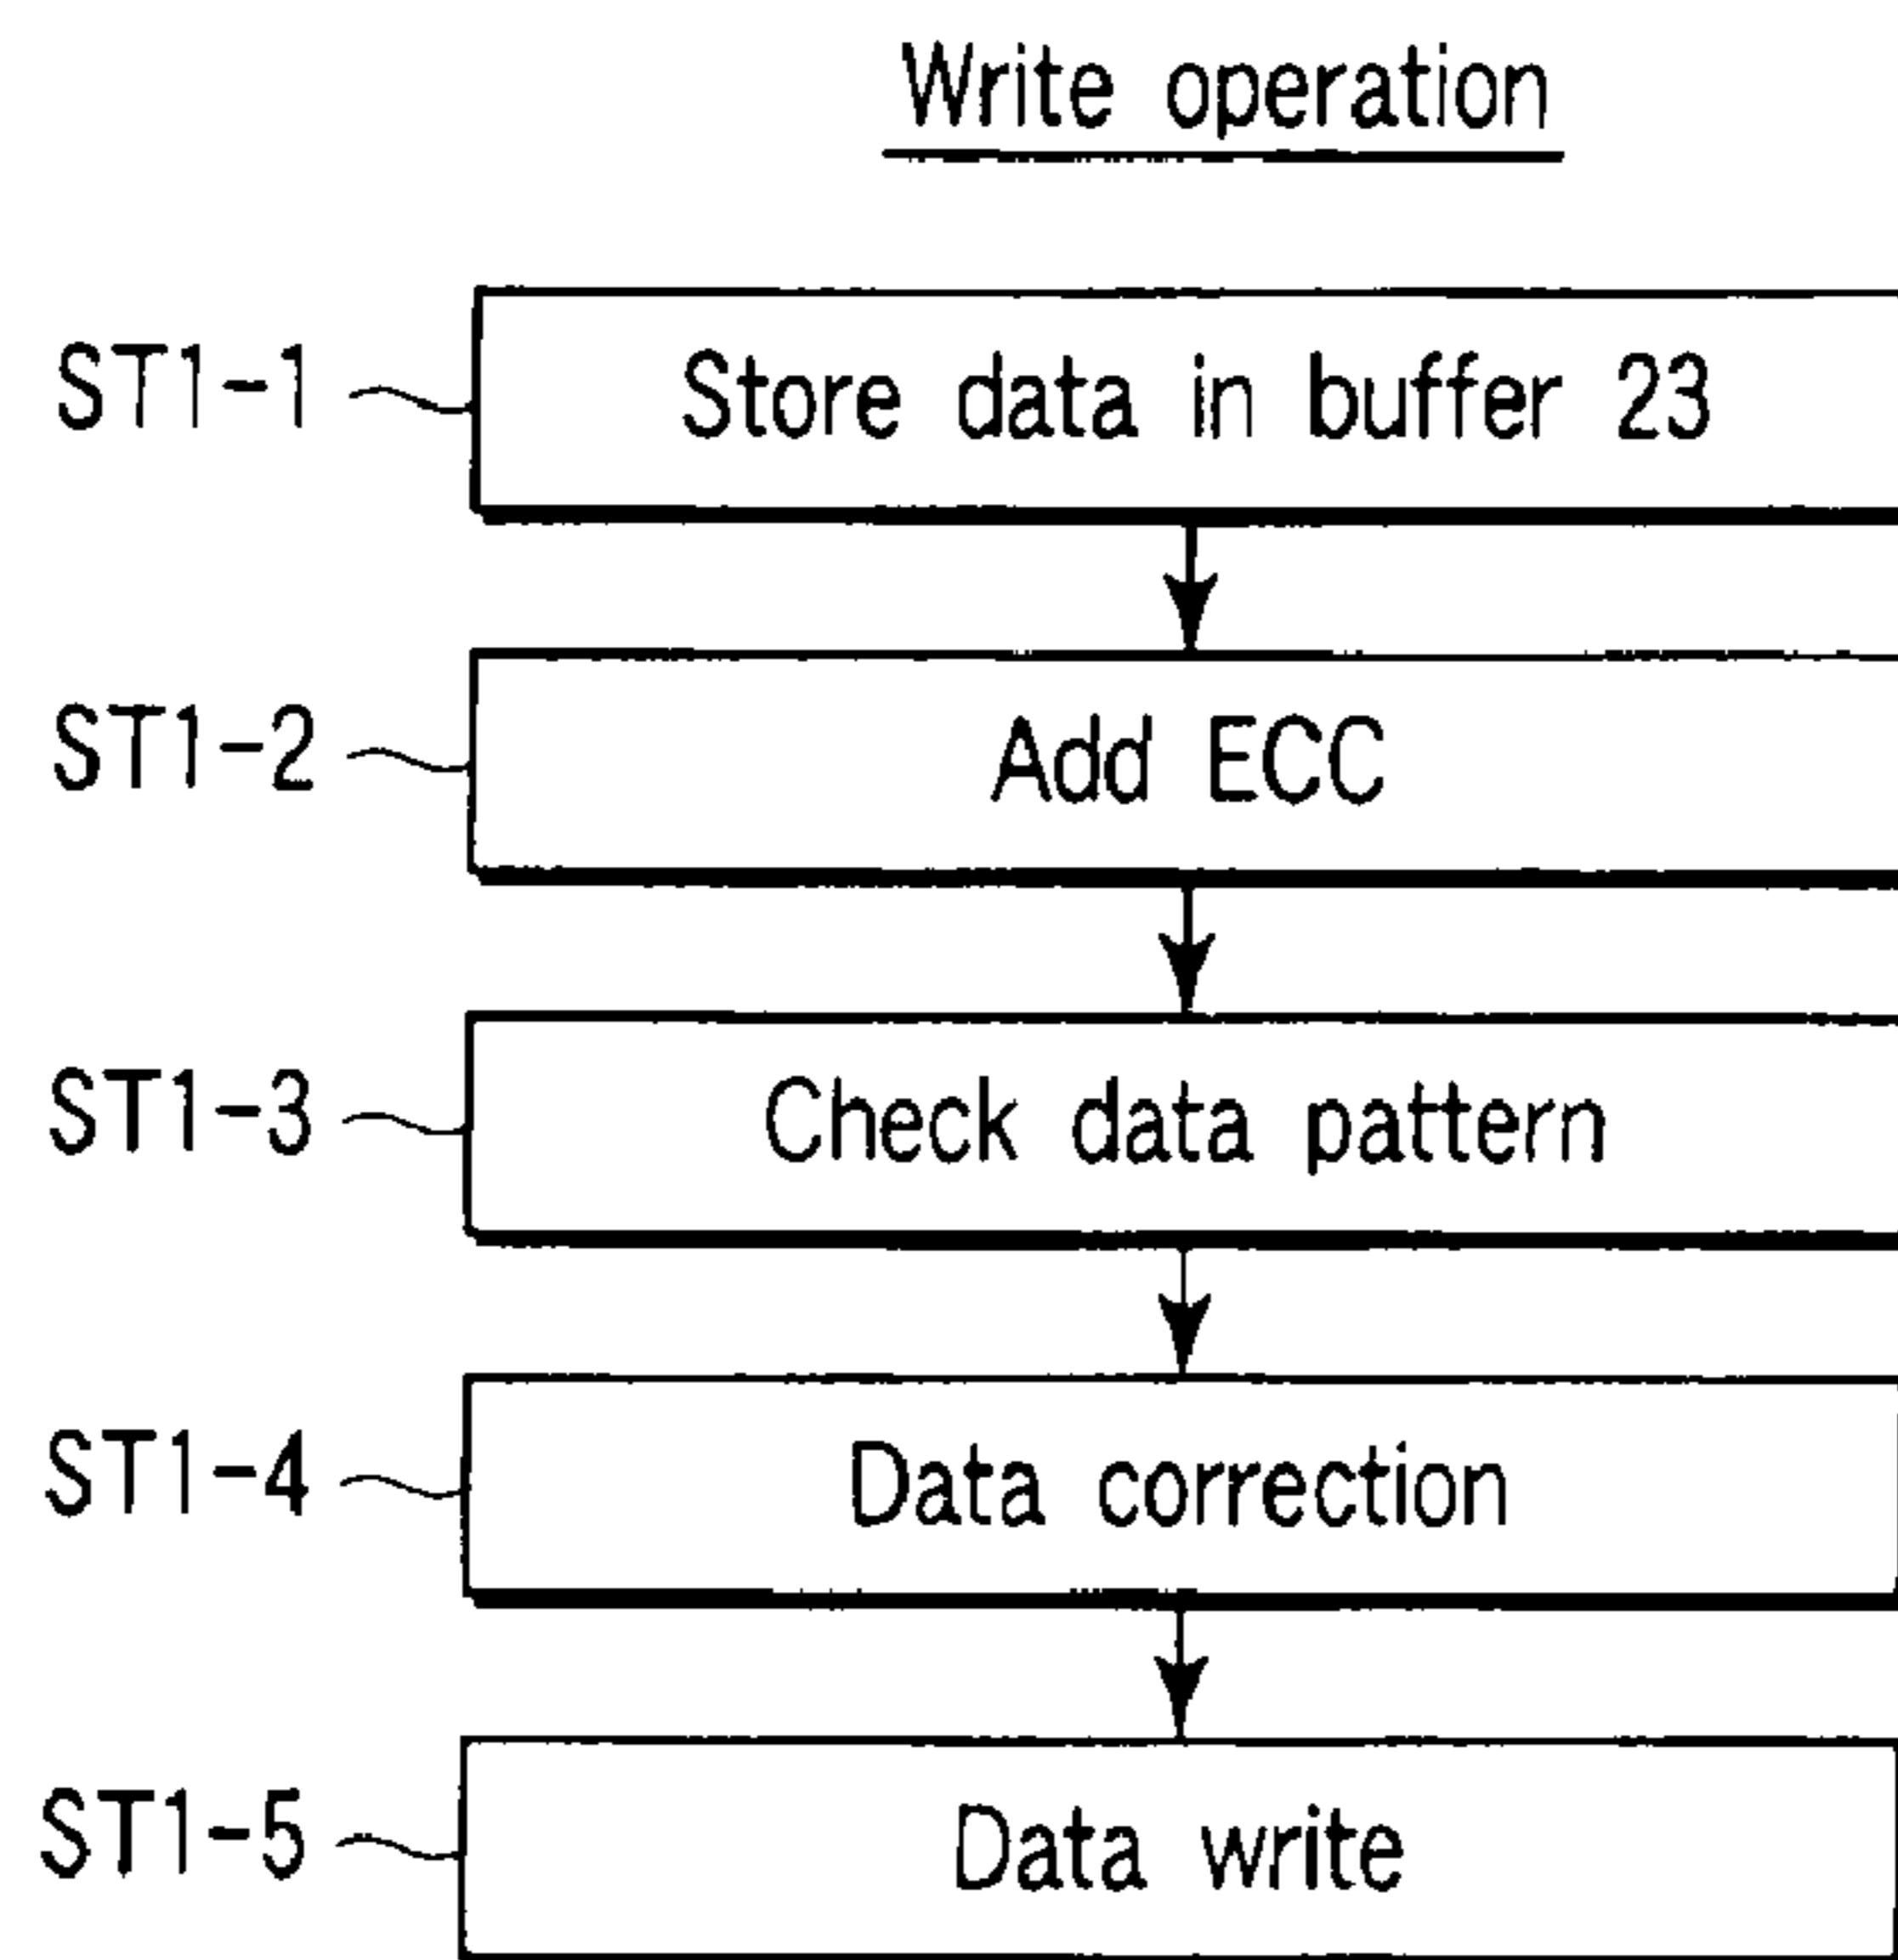 Write operation
ST1-1 Store data in buffer 23
ST1-2 Add ECC
ST1-3 Check data pattern
ST1-4 Data correction
ST1-5 Data write